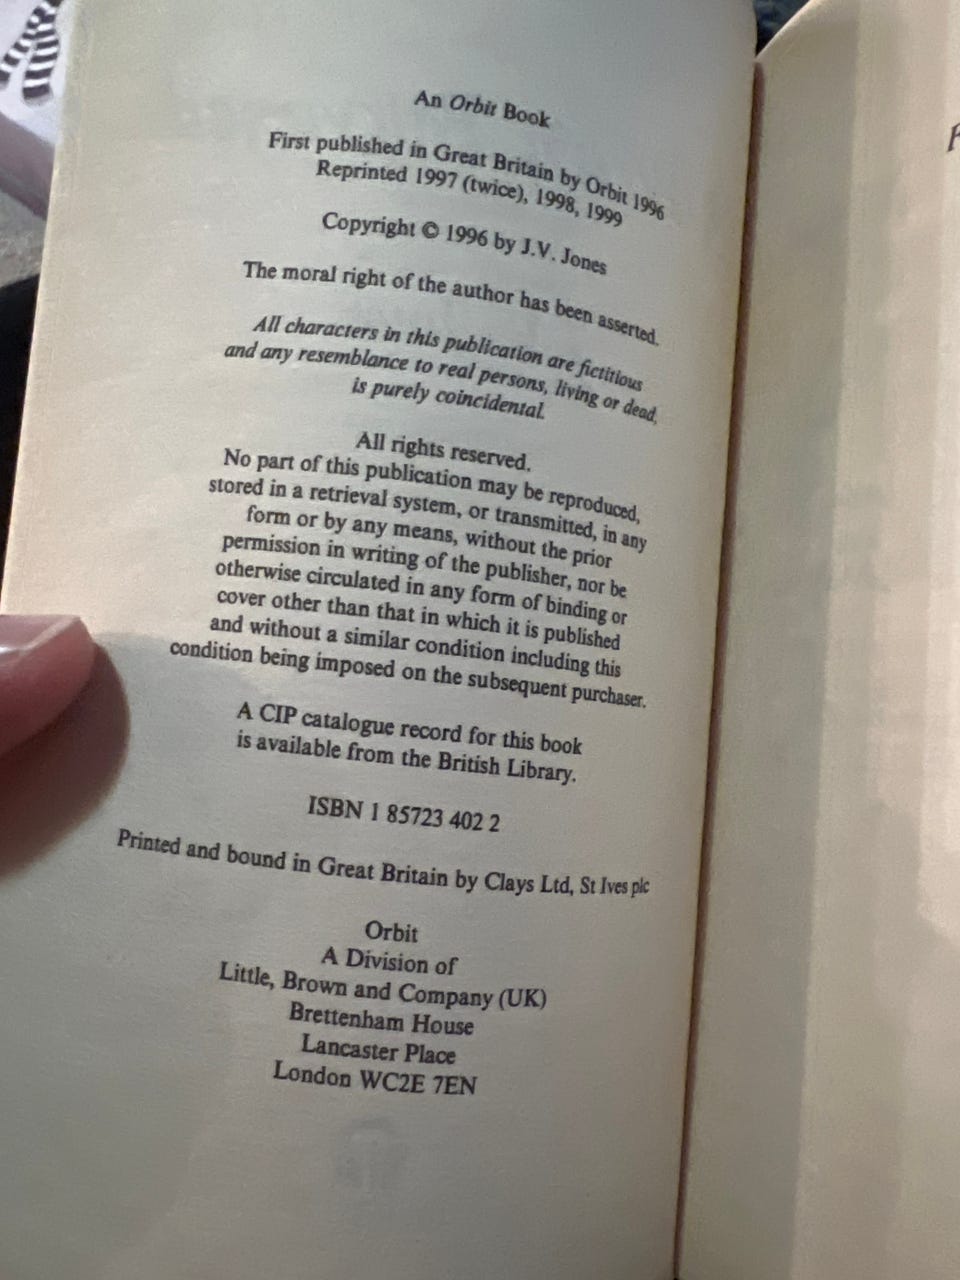 An Orbit Book
First published in Great Britain by Orbit 1996
Reprinted 1997 (twice), 1998, 1999
Copyright © 1996 by J.V. Jones
The moral right of the author has been asserted.
All characters in this publication are fictitious
and any resemblance to real persons, living or dead,
is purely coincidental.
All rights reserved.
No part of this publication may be reproduced,
stored in a retrieval system, or transmitted, in any
form or by any means, without the prior
permission in writing of the publisher, nor be
otherwise circulated in any form of binding or
cover other than that in which it is published
and without a similar condition including this
condition being imposed on the subsequent purchaser.
A CIP catalogue record for this book
is available from the British Library.
ISBN 1 85723 402 2
Printed and bound in Great Britain by Clays Ltd, St Ives plc
Orbit
A Division of
Little, Brown and Company (UK)
Brettenham House
Lancaster Place
London WC2E 7EN